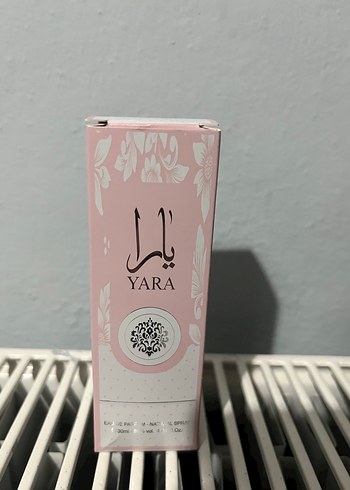 يارا
YARA
EAU DE PARFUM - NATURAL SPRAY